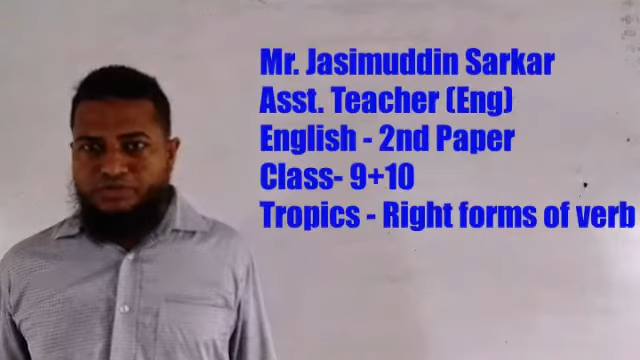 Mr. Jasimuddin Sarkar
Asst. Teacher (Eng)
English - 2nd Paper
Class- 9+10
Tropics - Right forms of verb